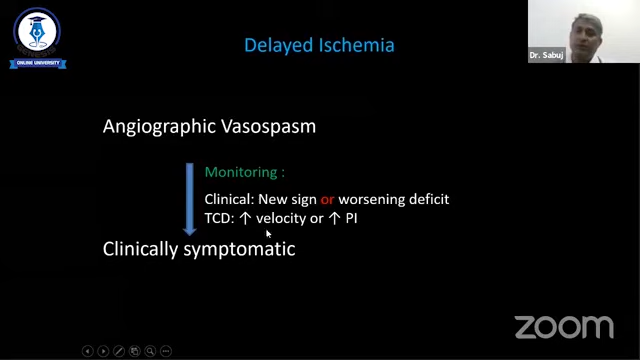 Delayed Ischemia
ONLINE UNIVERSITY
Dr. Sabuj
Angiographic Vasospasm
Monitoring :
Clinical: New sign or worsening deficit
TCD: ↑ velocity or ↑ PI
Clinically symptomatic
zoom